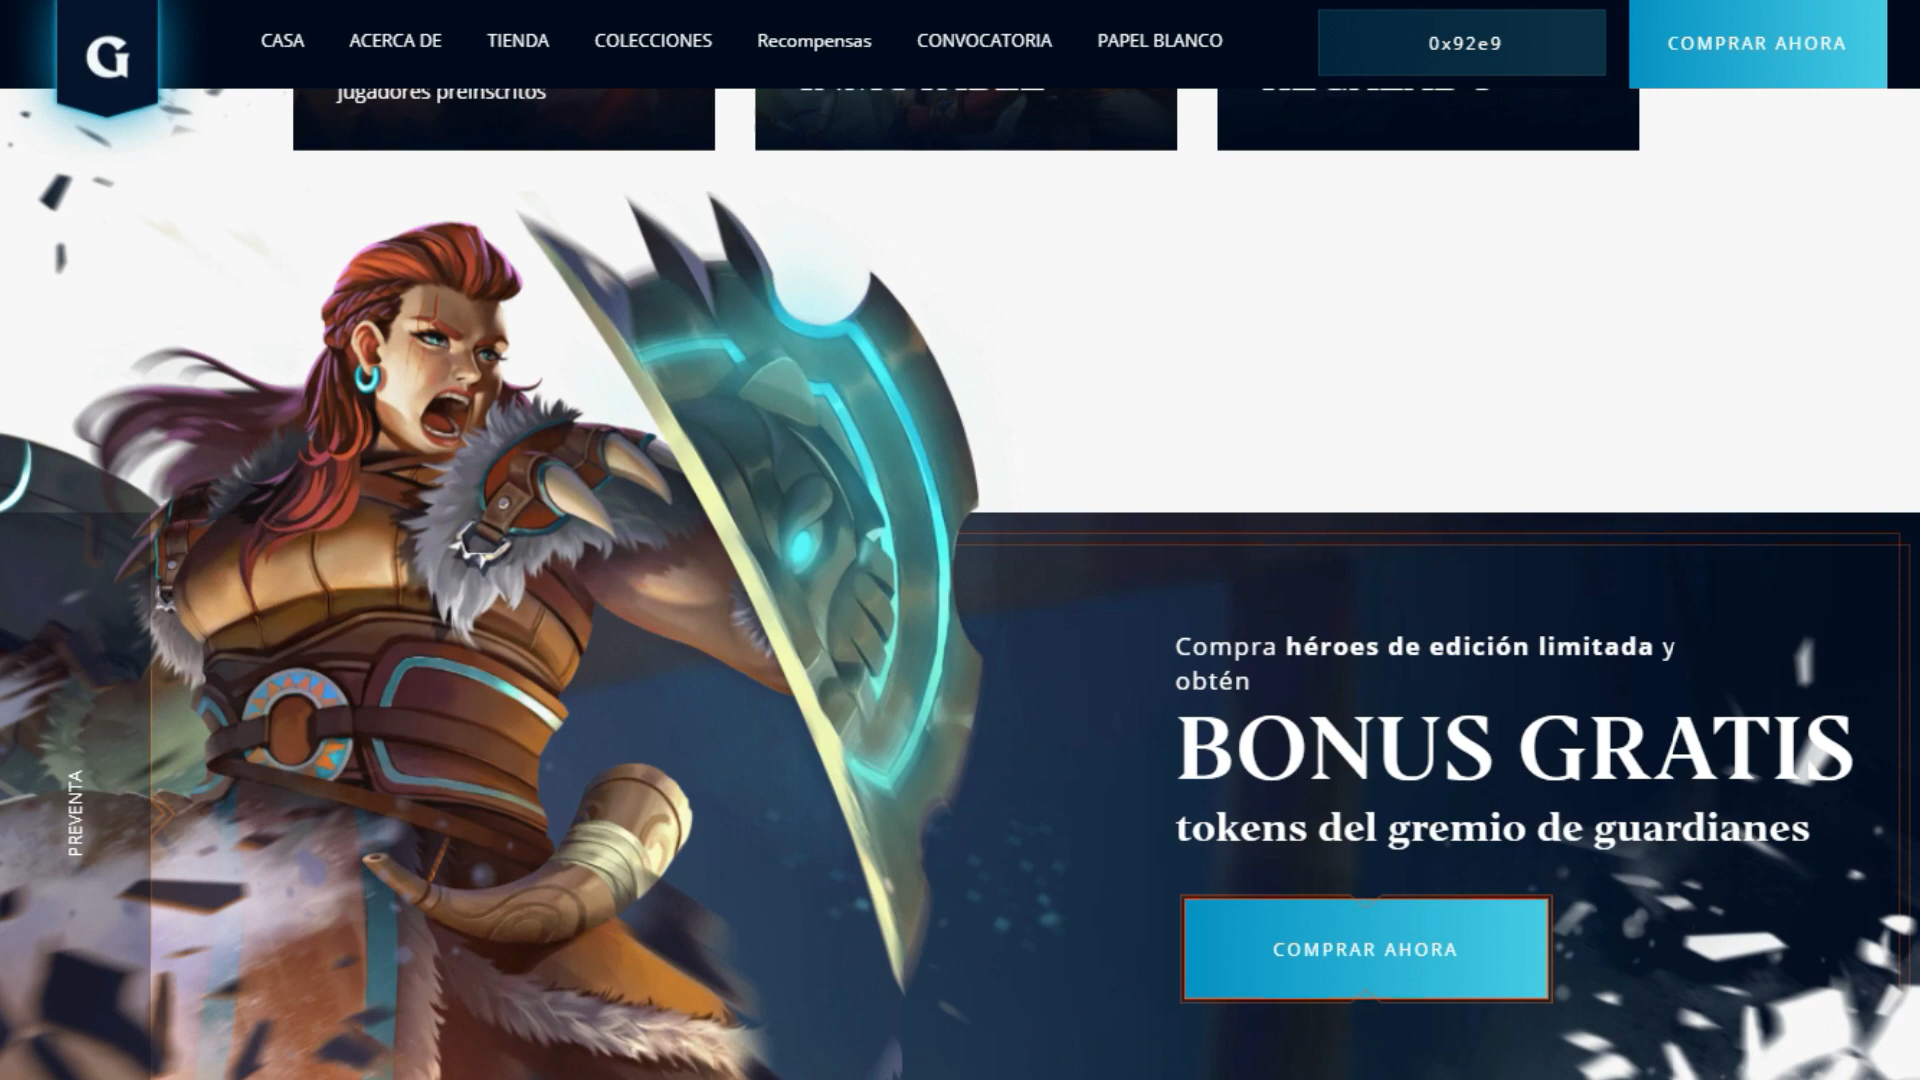 G
CASA
ACERCA DE
TIENDA
COLECCIONES
Recompensas
CONVOCATORIA
PAPEL BLANCO
0x92e9
COMPRAR AHORA
jugadores preinscritos
Compra héroes de edición limitada y
obtén
BONUS GRATIS
tokens del gremio de guardianes
COMPRAR AHORA
PREVENTA